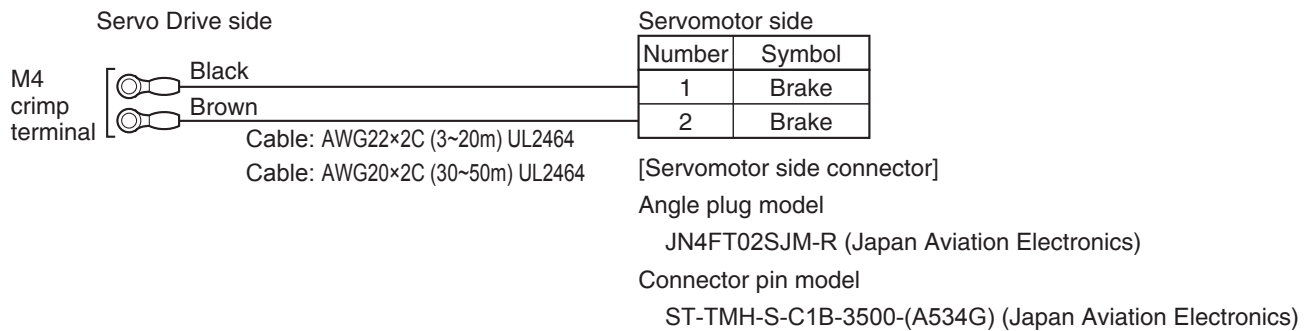 Servo Drive side
Servomotor side
Number Symbol
M4
crimp
terminal
Black
1 Brake
Brown
2 Brake
Cable: AWG22×2C (3~20m) UL2464
Cable: AWG20×2C (30~50m) UL2464
[Servomotor side connector]
Angle plug model
JN4FT02SJM-R (Japan Aviation Electronics)
Connector pin model
ST-TMH-S-C1B-3500-(A534G) (Japan Aviation Electronics)